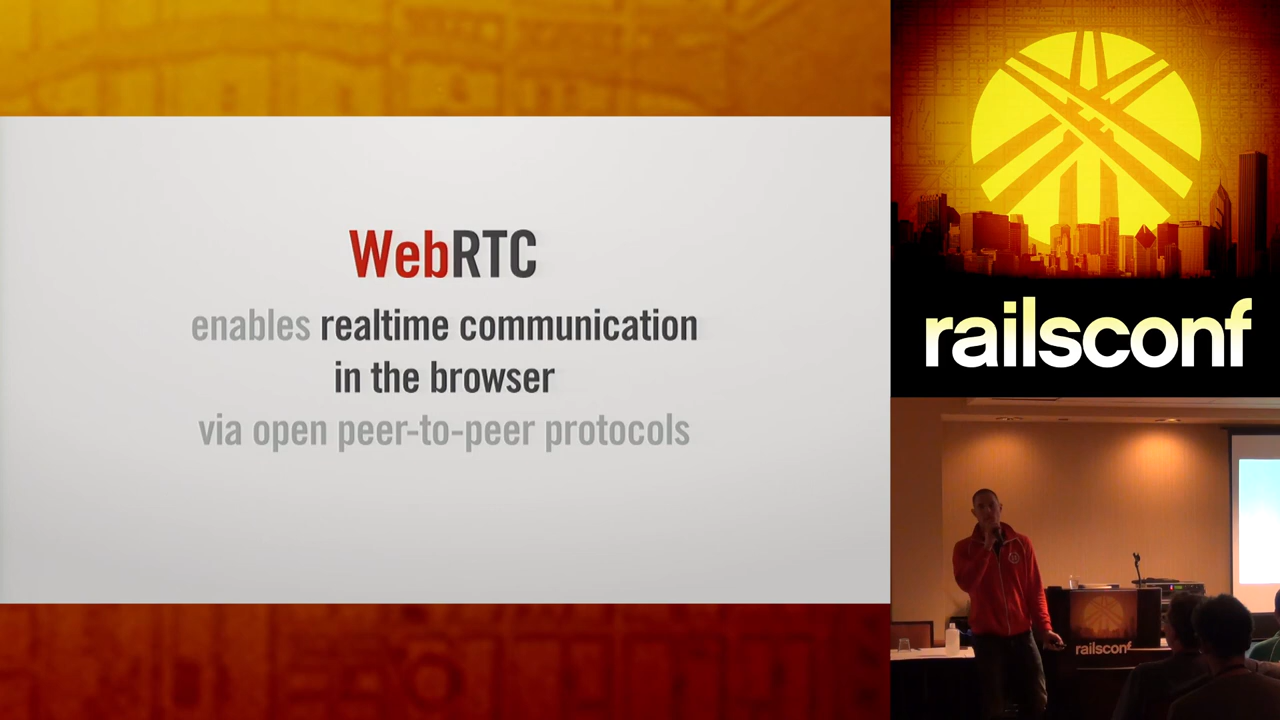 WebRTC
enables realtime communication
in the browser
via open peer-to-peer protocols
railsconf
railsconf